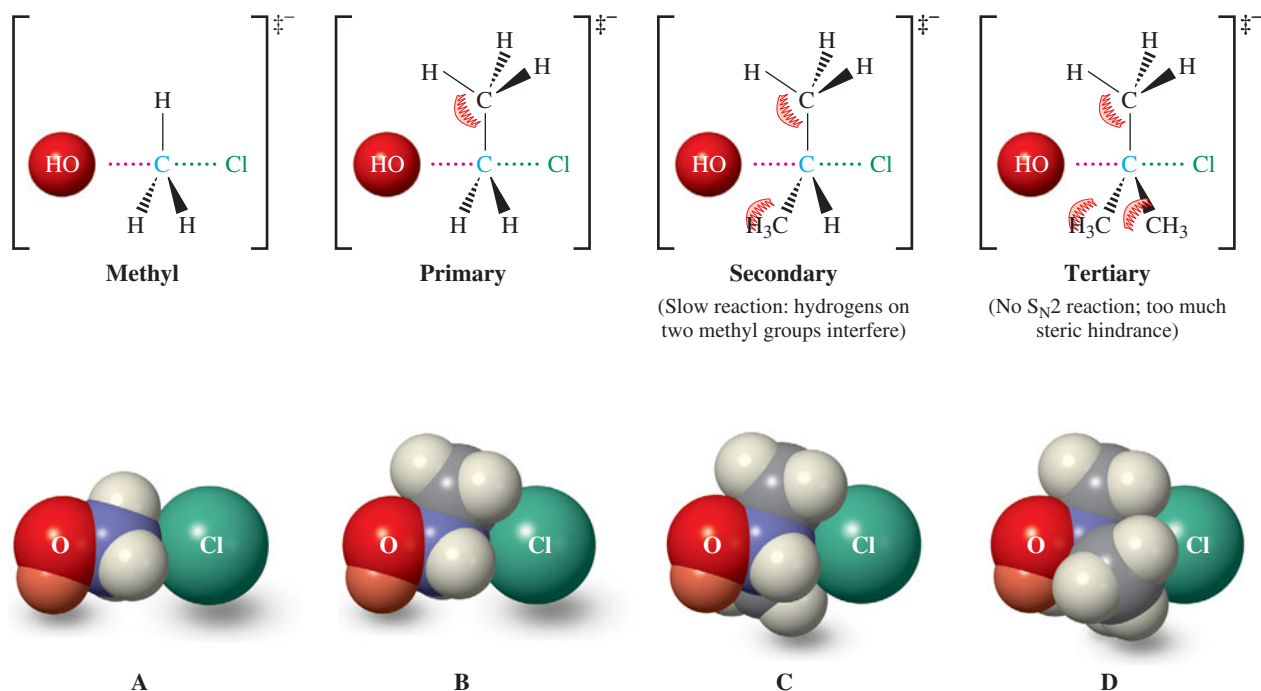 ‡− ‡− ‡− ‡−
H
HO C Cl
H H
H H H
C
HO C Cl
H H
H H H
C
HO C Cl
H3C H
H H H
C
HO C Cl
H3C CH3
Methyl Primary Secondary Tertiary
(Slow reaction: hydrogens on
two methyl groups interfere)
(No SN2 reaction; too much
steric hindrance)
O Cl O Cl O Cl O Cl
A B C D